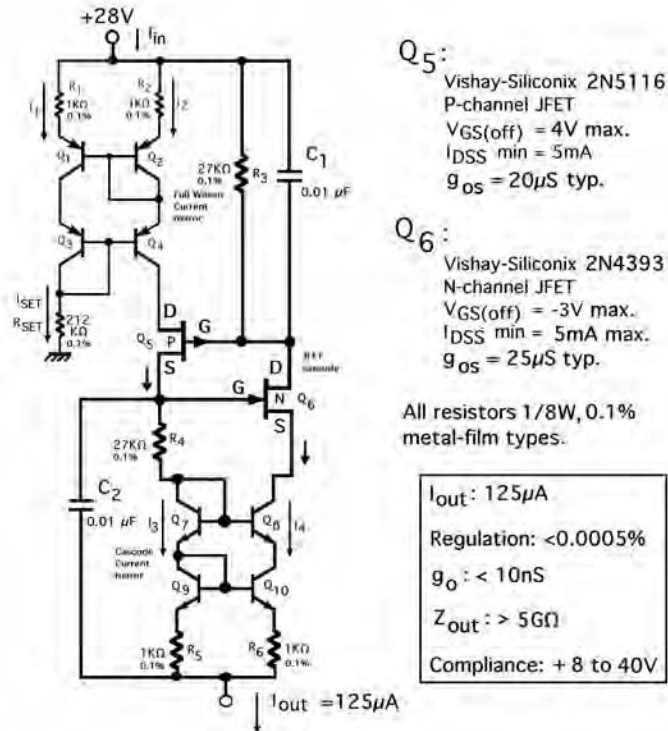 +28V
Iin
R1
1KΩ
0.1%
R2
1KΩ
0.1%
I1
I2
Q1
Q2
Full Wilson
Current
mirror
27KΩ
0.1%
R3
C1
0.01 µF
Q3
Q4
ISET
RSET
212
KΩ
0.1%
D
Q5
P
G
S
JFET
cascode
D
G
N
Q6
S
27KΩ
0.1%
R4
C2
0.01 µF
I3
Q7
Q8
I4
Cascode
Current
mirror
Q9
Q10
1KΩ
0.1%
R5
R6
1KΩ
0.1%
Iout =125µA
Q5:
Vishay-Siliconix 2N5116
P-channel JFET
VGS(off) = 4V max.
IDSS min = 5mA
gos = 20µS typ.
Q6:
Vishay-Siliconix 2N4393
N-channel JFET
VGS(off) = -3V max.
IDSS min = 5mA max.
gos = 25µS typ.
All resistors 1/8W, 0.1%
metal-film types.
Iout: 125µA
Regulation: <0.0005%
go: < 10nS
Zout: > 5GΩ
Compliance: + 8 to 40V